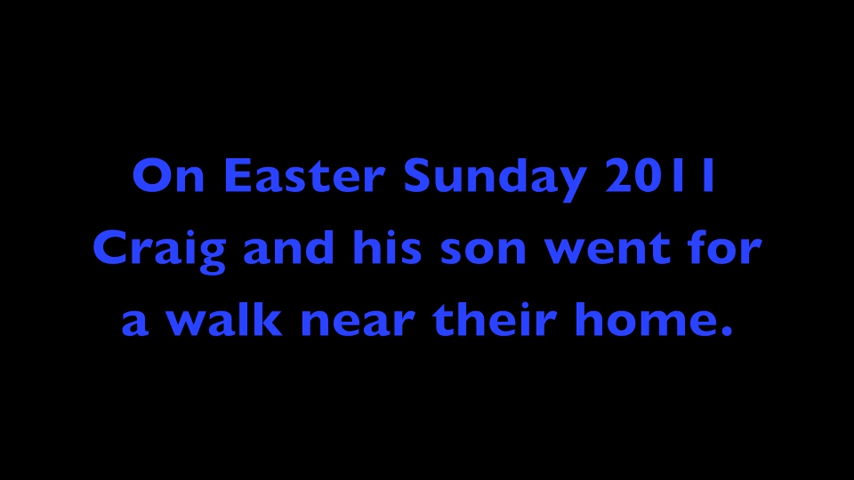 On Easter Sunday 2011
Craig and his son went for
a walk near their home.